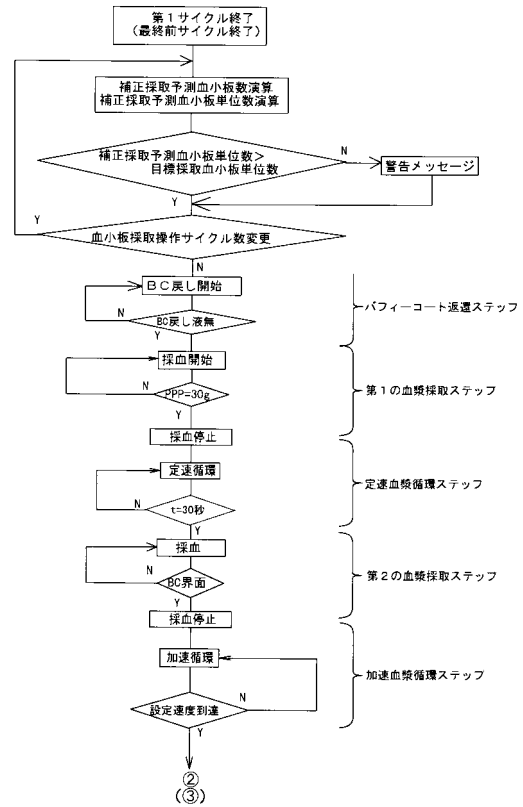 第１サイクル終了
（最終前サイクル終了）
補正採取予測血小板数演算
補正採取予測血小板単位数演算
補正採取予測血小板単位数＞
目標採取血小板単位数
N
警告メッセージ
Y
Y
血小板採取操作サイクル数変更
N
ＢＣ戻し開始
バフィーコート返還ステップ
N
BC戻し液無
Y
採血開始
N
PPP=30g
第１の血漿採取ステップ
Y
採血停止
定速循環
定速血漿循環ステップ
N
t=30秒
Y
採血
N
BC界面
第２の血漿採取ステップ
Y
採血停止
加速循環
加速血漿循環ステップ
N
設定速度到達
Y
②
（③）